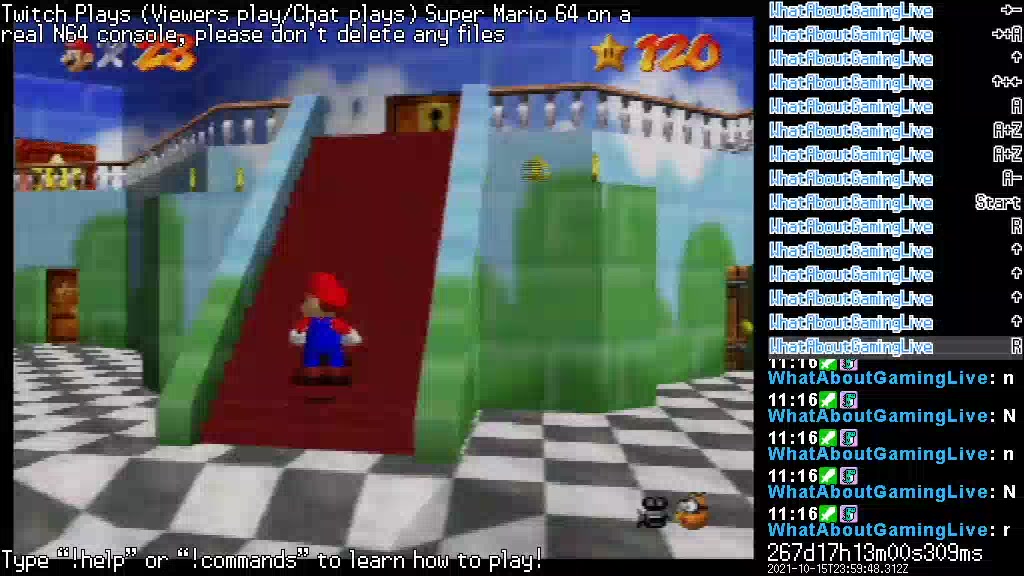 Twitch Plays (Viewers play/Chat plays) Super Mario 64 on a
real N64 console, please don't delete any files
x 28
120
WhatAboutGamingLive
WhatAboutGamingLive →+A
WhatAboutGamingLive ↑
WhatAboutGamingLive
WhatAboutGamingLive A
WhatAboutGamingLive A+Z
WhatAboutGamingLive A+Z
WhatAboutGamingLive A-
WhatAboutGamingLive Start
WhatAboutGamingLive R
WhatAboutGamingLive ↑
WhatAboutGamingLive ↑
WhatAboutGamingLive ↑
WhatAboutGamingLive ↑
WhatAboutGamingLive R
11:16
WhatAboutGamingLive: n
11:16
WhatAboutGamingLive: N
11:16
WhatAboutGamingLive: n
11:16
WhatAboutGamingLive: N
11:16
WhatAboutGamingLive: r
Type "!help" or "!commands" to learn how to play!
267d17h13m00s309ms
2021-10-15T23:59:48.312Z